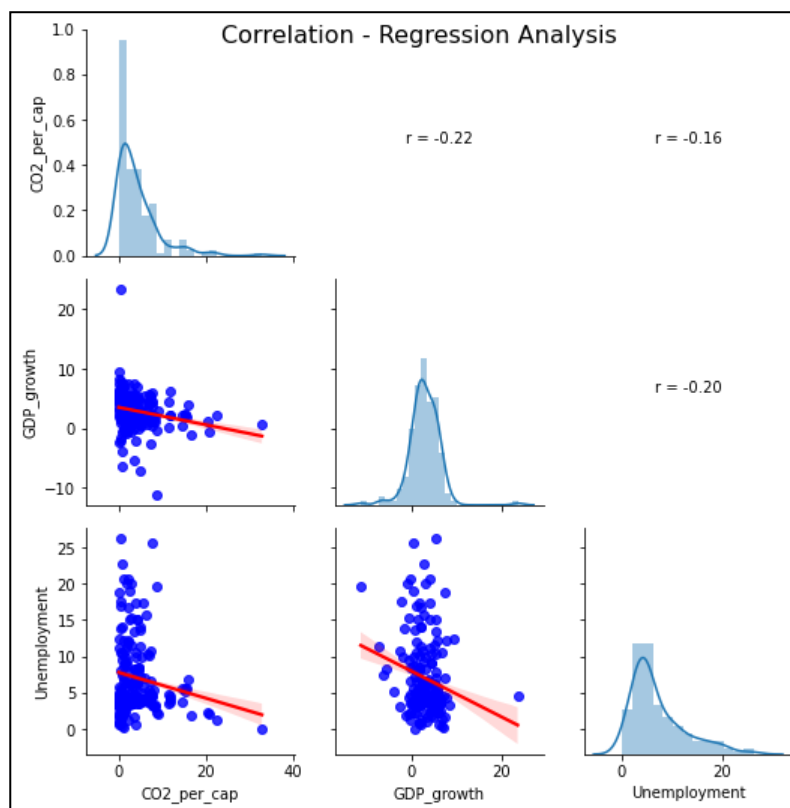 Correlation - Regression Analysis
1.0
0.8
0.6
0.4
0.2
0.0
CO2_per_cap
r = -0.22
r = -0.16
20
10
0
−10
GDP_growth
r = -0.20
25
20
15
10
5
0
Unemployment
0 20 40
CO2_per_cap
0 20
GDP_growth
0 20
Unemployment